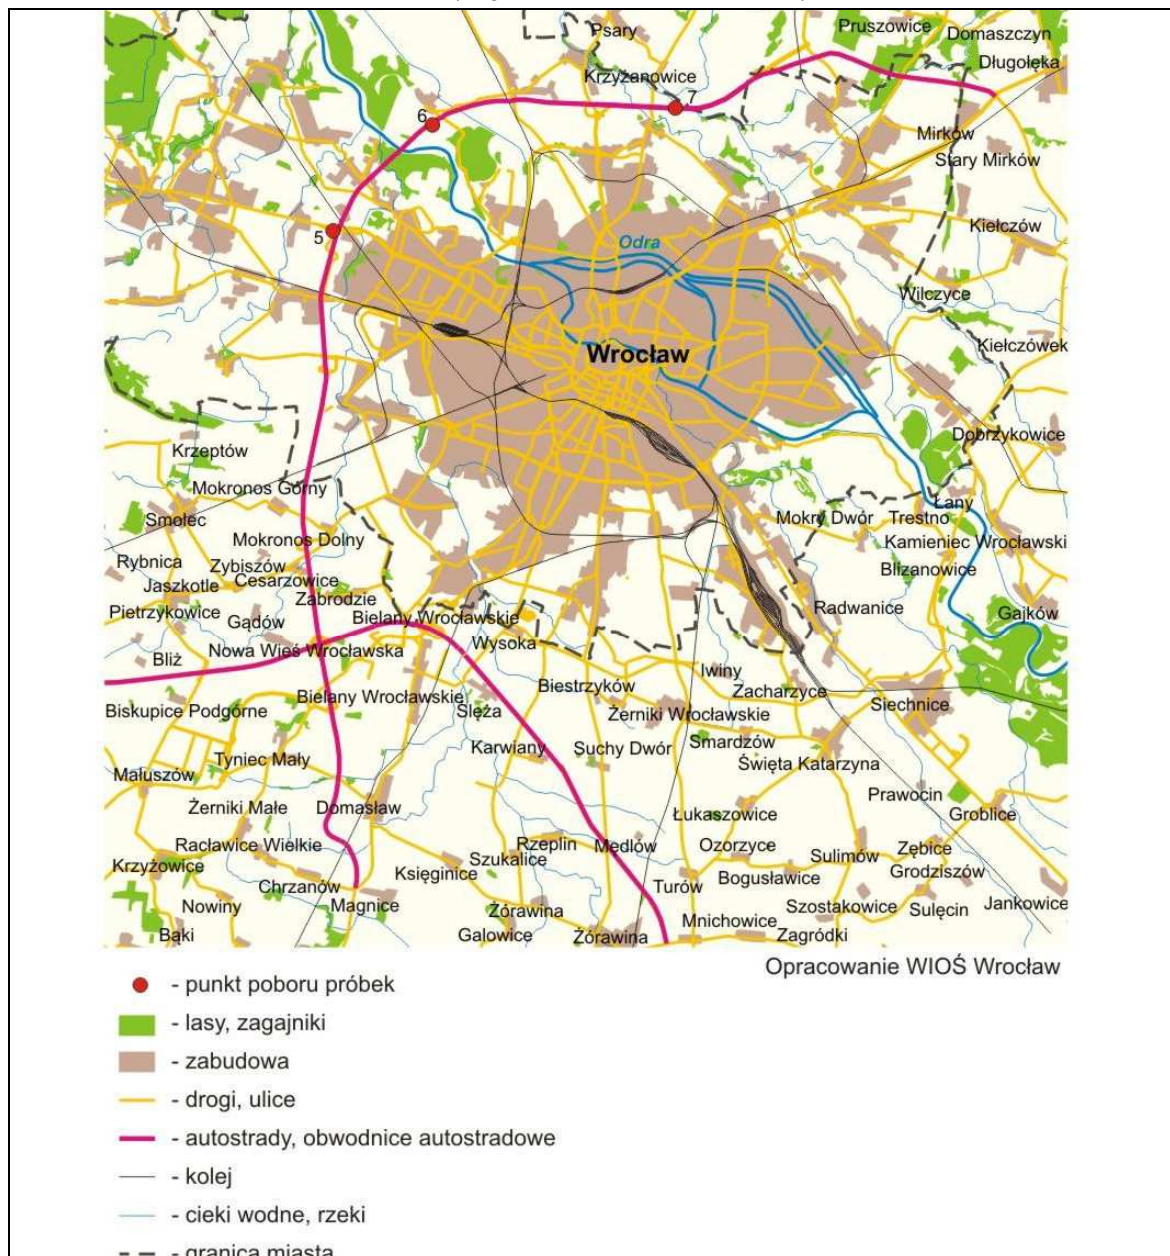 Psary
Pruszowice
Domaszczyn
Długołęka
Krzyżanowice
7
6
Mirków
Stary Mirków
5
Kiełczów
Odra
Wilczyce
Wrocław
Kiełczówek
Dobrzykowice
Krzeptów
Mokronos Górny
Łany
Smolec
Mokry Dwór
Trestno
Mokronos Dolny
Kamieniec Wrocławski
Rybnica
Zybiszów
Blizanowice
Jaszkotle
Cesarzowice
Zabrodzie
Radwanice
Pietrzykowice
Gajków
Gądów
Bielany Wrocławskie
Wysoka
Nowa Wieś Wrocławska
Bliż
Iwiny
Biestrzyków
Zacharzyce
Bielany Wrocławskie
Siechnice
Biskupice Podgórne
Ślęża
Żerniki Wrocławskie
Karwiany
Suchy Dwór
Smardzów
Tyniec Mały
Święta Katarzyna
Małuszów
Prawocin
Żerniki Małe
Domasław
Łukaszowice
Groblice
Racławice Wielkie
Rzeplin
Mędłów
Ozorzyce
Zębice
Krzyżowice
Szukalice
Sulimów
Księginice
Bogusławice
Grodziszów
Chrzanów
Turów
Nowiny
Magnice
Żórawina
Szostakowice
Sulęcin
Jankowice
Mnichowice
Bąki
Galowice
Żórawina
Zagródki
Opracowanie WIOŚ Wrocław
- punkt poboru próbek
- lasy, zagajniki
- zabudowa
- drogi, ulice
- autostrady, obwodnice autostradowe
- kolej
- cieki wodne, rzeki
- granica miasta